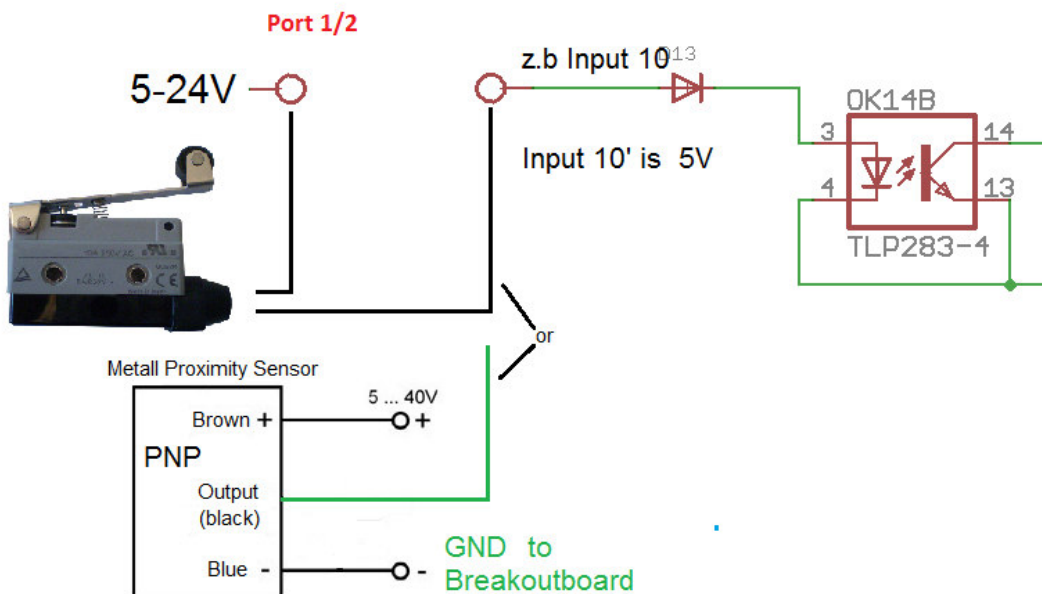 Port 1/2
5-24V
z.b Input 10
D13
Input 10' is 5V
OK14B
3
14
4
13
TLP283-4
or
Metall Proximity Sensor
Brown +
5 ... 40V
+
PNP
Output
(black)
Blue -
-
GND to
Breakoutboard